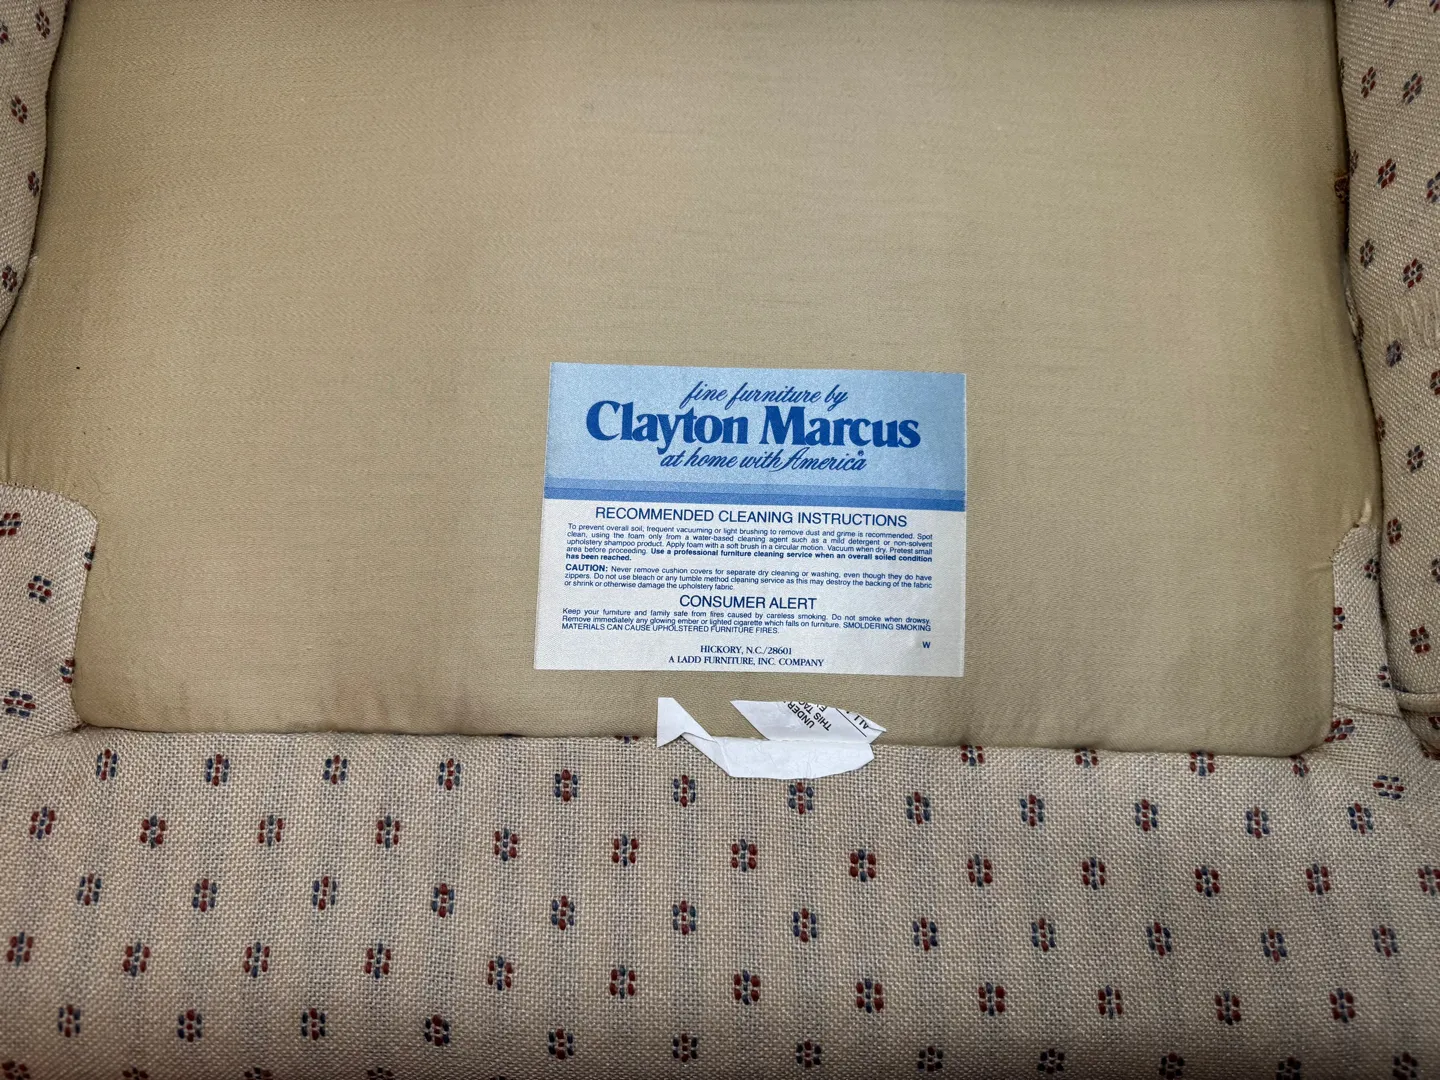 fine furniture by
Clayton Marcus
at home with America®
RECOMMENDED CLEANING INSTRUCTIONS
To prevent overall soil, frequent vacuuming or light brushing to remove dust and grime is recommended. Spot
clean, using the foam only from a water-based cleaning agent such as a mild detergent or non-solvent
upholstery shampoo product. Apply foam with a soft brush in a circular motion. Vacuum when dry. Pretest small
area before proceeding. Use a professional furniture cleaning service when an overall soiled condition
has been reached.
CAUTION: Never remove cushion covers for separate dry cleaning or washing, even though they do have
zippers. Do not use bleach or any tumble method cleaning service as this may destroy the backing of the fabric
or shrink or otherwise damage the upholstery fabric.
CONSUMER ALERT
Keep your furniture and family safe from fires caused by careless smoking. Do not smoke when drowsy.
Remove immediately any glowing ember or lighted cigarette which falls on furniture. SMOLDERING SMOKING
MATERIALS CAN CAUSE UPHOLSTERED FURNITURE FIRES.
W
HICKORY, N.C./28601
A LADD FURNITURE, INC. COMPANY
UNDER
THIS TAG
ALL